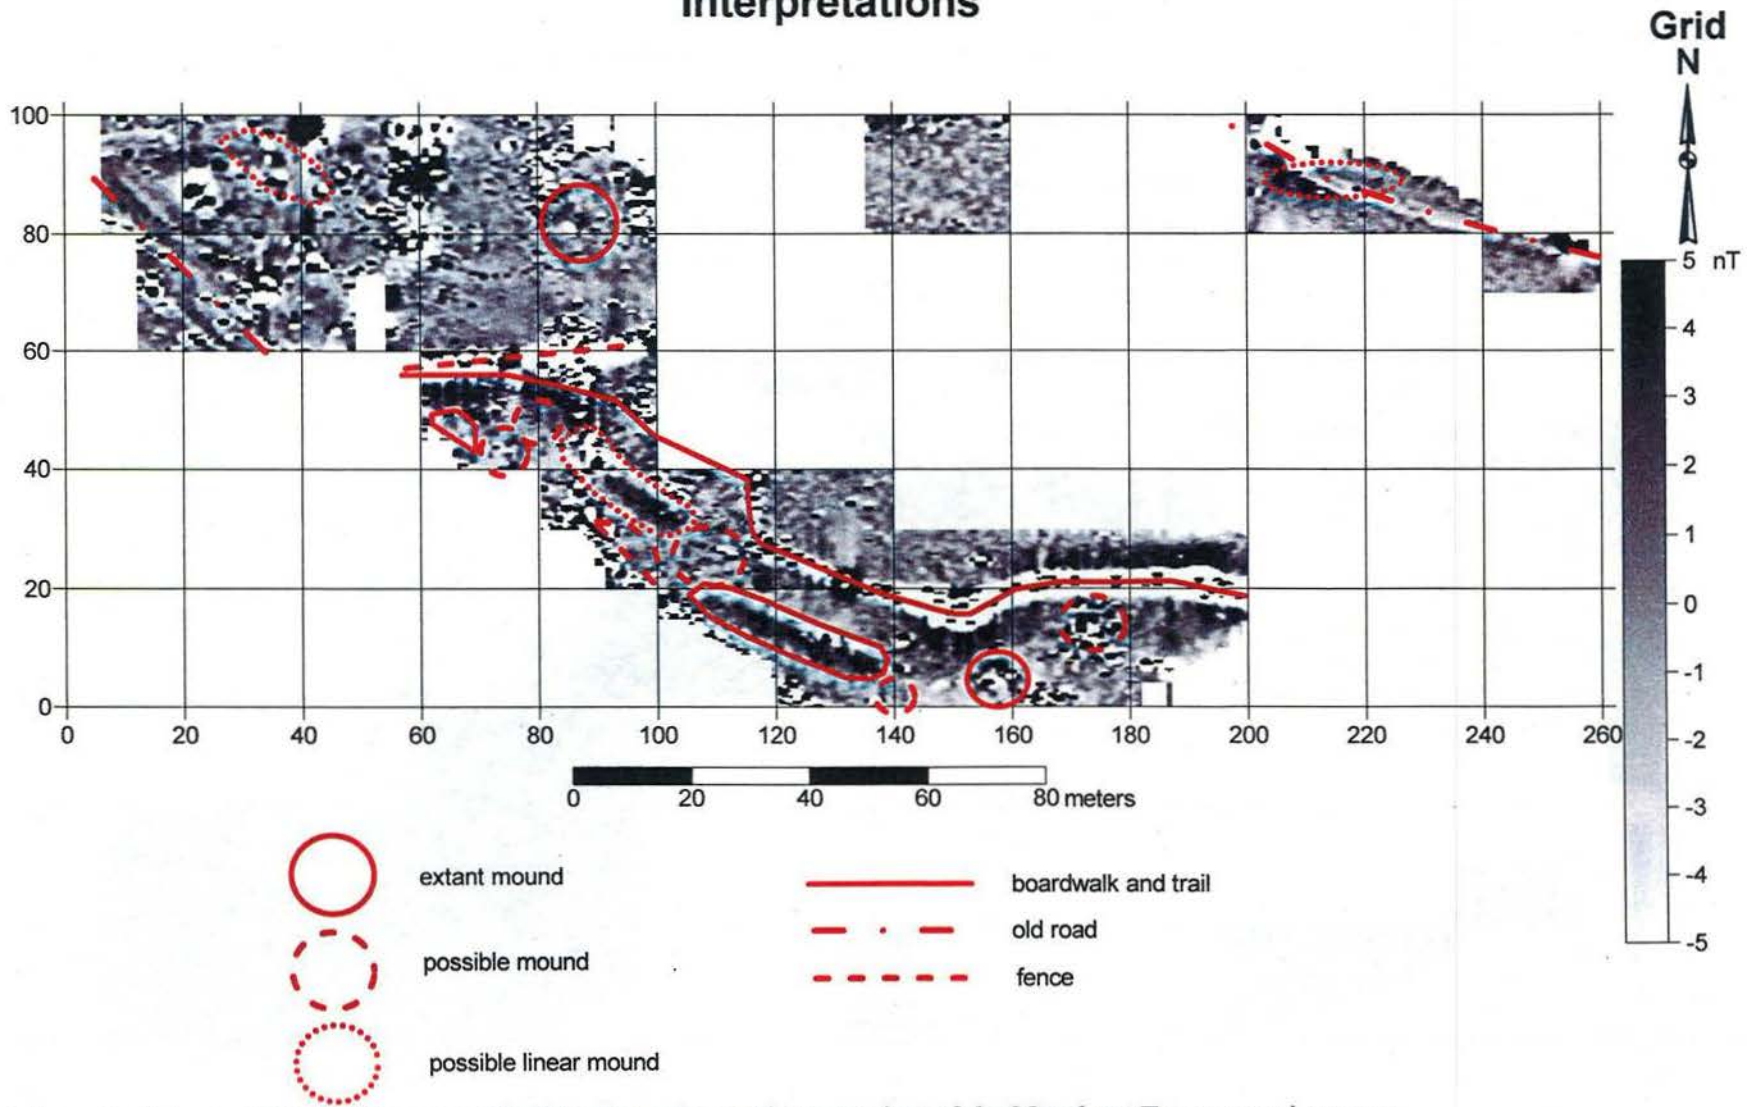 Interpretations
Grid
N
100
80
60
40
20
0
0 20 40 60 80 100 120 140 160 180 200 220 240 260
5 nT
4
3
2
1
0
-1
-2
-3
-4
-5
0 20 40 60 80 meters
extant mound
possible mound
possible linear mound
boardwalk and trail
old road
fence